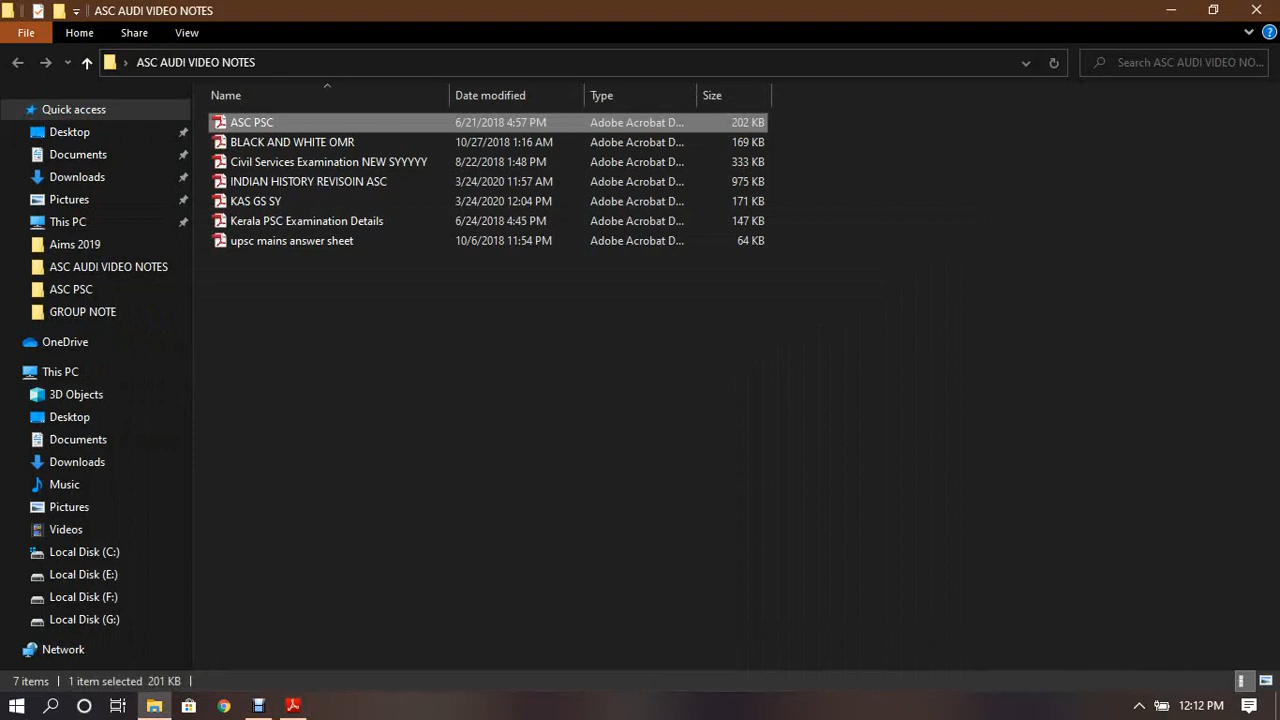 ASC AUDI VIDEO NOTES
File Home Share View
ASC AUDI VIDEO NOTES Search ASC AUDI VIDEO NO...
Name Date modified Type Size
Quick access
Desktop
Documents
Downloads
Pictures
This PC
Aims 2019
ASC AUDI VIDEO NOTES
ASC PSC
GROUP NOTE
OneDrive
This PC
3D Objects
Desktop
Documents
Downloads
Music
Pictures
Videos
Local Disk (C:)
Local Disk (E:)
Local Disk (F:)
Local Disk (G:)
Network
ASC PSC 6/21/2018 4:57 PM Adobe Acrobat D... 202 KB
BLACK AND WHITE OMR 10/27/2018 1:16 AM Adobe Acrobat D... 169 KB
Civil Services Examination NEW SYYYYY 8/22/2018 1:48 PM Adobe Acrobat D... 333 KB
INDIAN HISTORY REVISOIN ASC 3/24/2020 11:57 AM Adobe Acrobat D... 975 KB
KAS GS SY 3/24/2020 12:04 PM Adobe Acrobat D... 171 KB
Kerala PSC Examination Details 6/24/2018 4:45 PM Adobe Acrobat D... 147 KB
upsc mains answer sheet 10/6/2018 11:54 PM Adobe Acrobat D... 64 KB
7 items 1 item selected 201 KB
12:12 PM